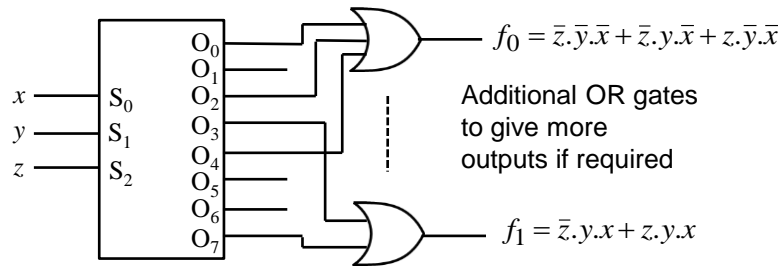 O₀
f₀ = z̅.y̅.x̅ + z̅.y.x̅ + z.y̅.x̅
O₁
x
S₀
O₂
Additional OR gates
y
S₁
O₃
to give more
z
S₂
O₄
outputs if required
O₅
O₆
O₇
f₁ = z̅.y.x + z.y.x